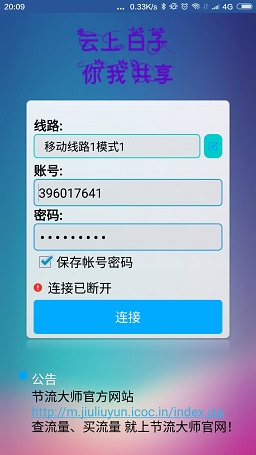 20:09
... 0.33K/s 4G
云上日子
你我共享
线路:
移动线路1模式1
账号:
396017641
密码:
•••••••••
保存帐号密码
连接已断开
连接
公告
节流大师官方网站
http://m.jiuliuyun.icoc.in/index.jsp
查流量、买流量 就上节流大师官网!